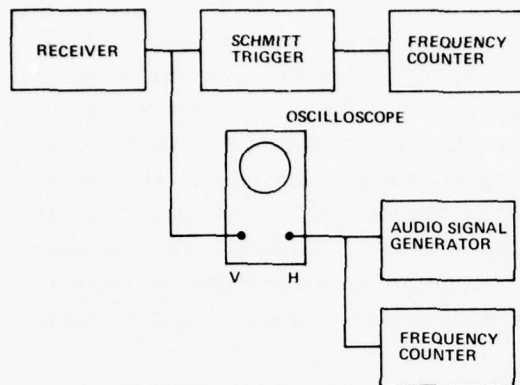 RECEIVER
SCHMITT
TRIGGER
FREQUENCY
COUNTER
OSCILLOSCOPE
V H
AUDIO SIGNAL
GENERATOR
FREQUENCY
COUNTER